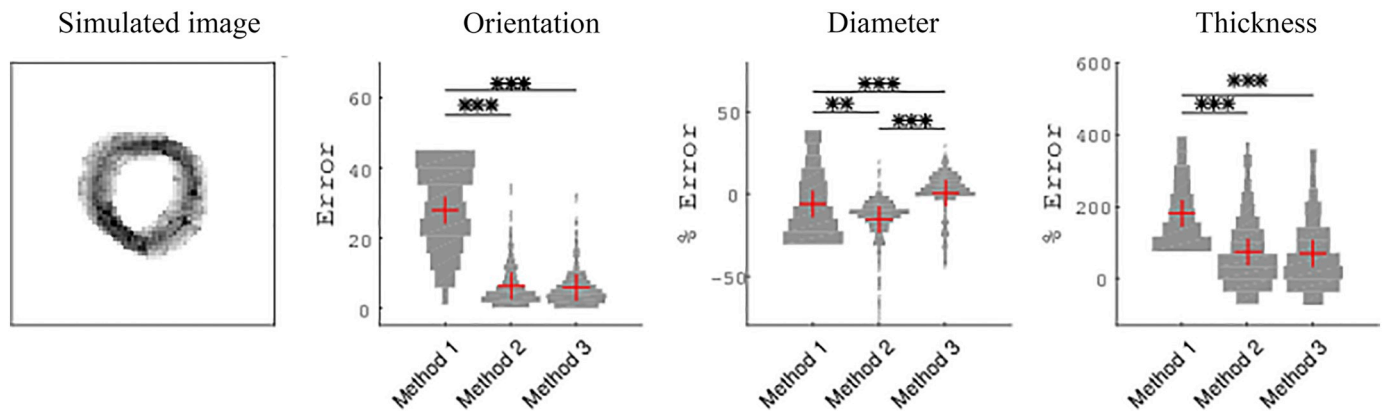 Simulated image
Orientation
Diameter
Thickness
Error
60
40
20
0
***
***
Method 1
Method 2
Method 3
% Error
50
0
-50
***
**
***
Method 1
Method 2
Method 3
% Error
600
400
200
0
***
***
Method 1
Method 2
Method 3